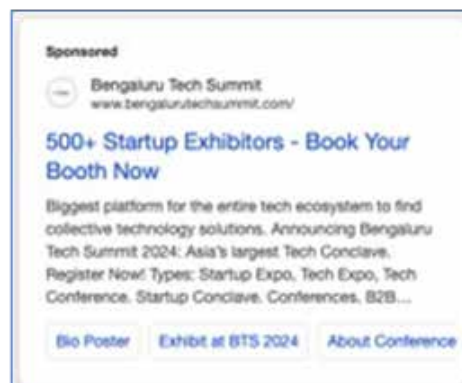 Sponsored
Bengaluru Tech Summit
www.bengalurutechsummit.com/
500+ Startup Exhibitors - Book Your
Booth Now
Biggest platform for the entire tech ecosystem to find
collective technology solutions. Announcing Bengaluru
Tech Summit 2024: Asia's largest Tech Conclave.
Register Now! Types: Startup Expo, Tech Expo, Tech
Conference, Startup Conclave, Conferences, B2B...
Bio Poster
Exhibit at BTS 2024
About Conference